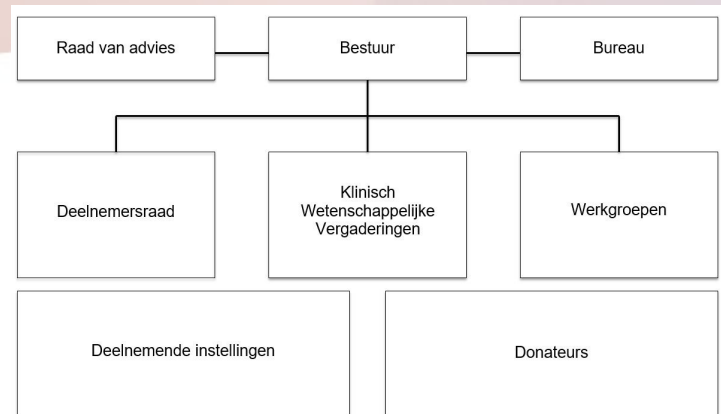 Raad van advies
Bestuur
Bureau
Deelnemersraad
Klinisch
Wetenschappelijke
Vergaderingen
Werkgroepen
Deelnemende instellingen
Donateurs